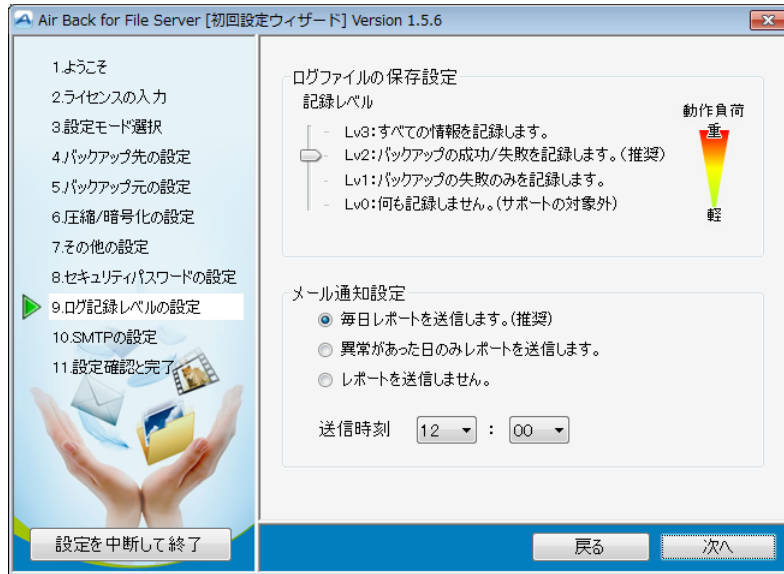 Air Back for File Server [初回設定ウィザード] Version 1.5.6
1.ようこそ
2.ライセンスの入力
3.設定モード選択
4.バックアップ先の設定
5.バックアップ元の設定
6.圧縮/暗号化の設定
7.その他の設定
8.セキュリティパスワードの設定
9.ログ記録レベルの設定
10.SMTPの設定
11.設定確認と完了
設定を中断して終了
ログファイルの保存設定
記録レベル
Lv3:すべての情報を記録します。
Lv2:バックアップの成功/失敗を記録します。(推奨)
Lv1:バックアップの失敗のみを記録します。
Lv0:何も記録しません。(サポートの対象外)
動作負荷
重
軽
メール通知設定
毎日レポートを送信します。(推奨)
異常があった日のみレポートを送信します。
レポートを送信しません。
送信時刻 12 : 00
戻る
次へ